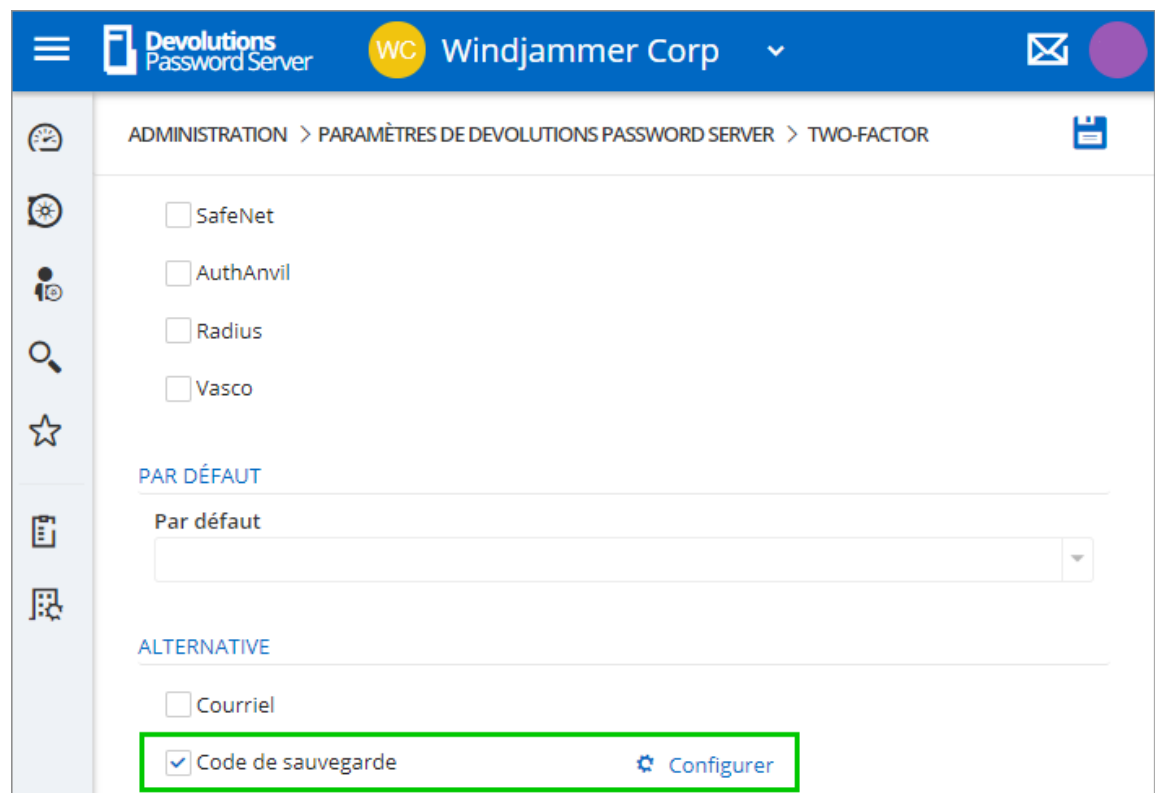 Devolutions
Password Server
WC Windjammer Corp
ADMINISTRATION > PARAMÈTRES DE DEVOLUTIONS PASSWORD SERVER > TWO-FACTOR
SafeNet
AuthAnvil
Radius
Vasco
PAR DÉFAUT
Par défaut
ALTERNATIVE
Courriel
Code de sauvegarde Configurer